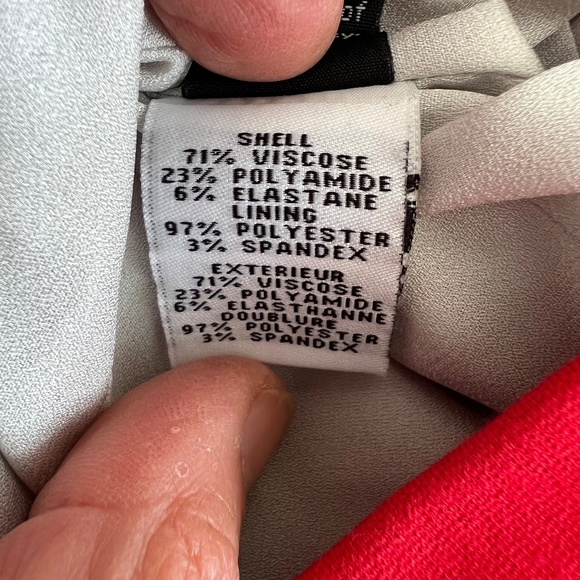 SHELL
71% VISCOSE
23% POLYAMIDE
6% ELASTANE
LINING
97% POLYESTER
3% SPANDEX
EXTERIEUR
71% VISCOSE
23% POLYAMIDE
6% ELASTHANNE
DOUBLURE
97% POLYESTER
3% SPANDEX